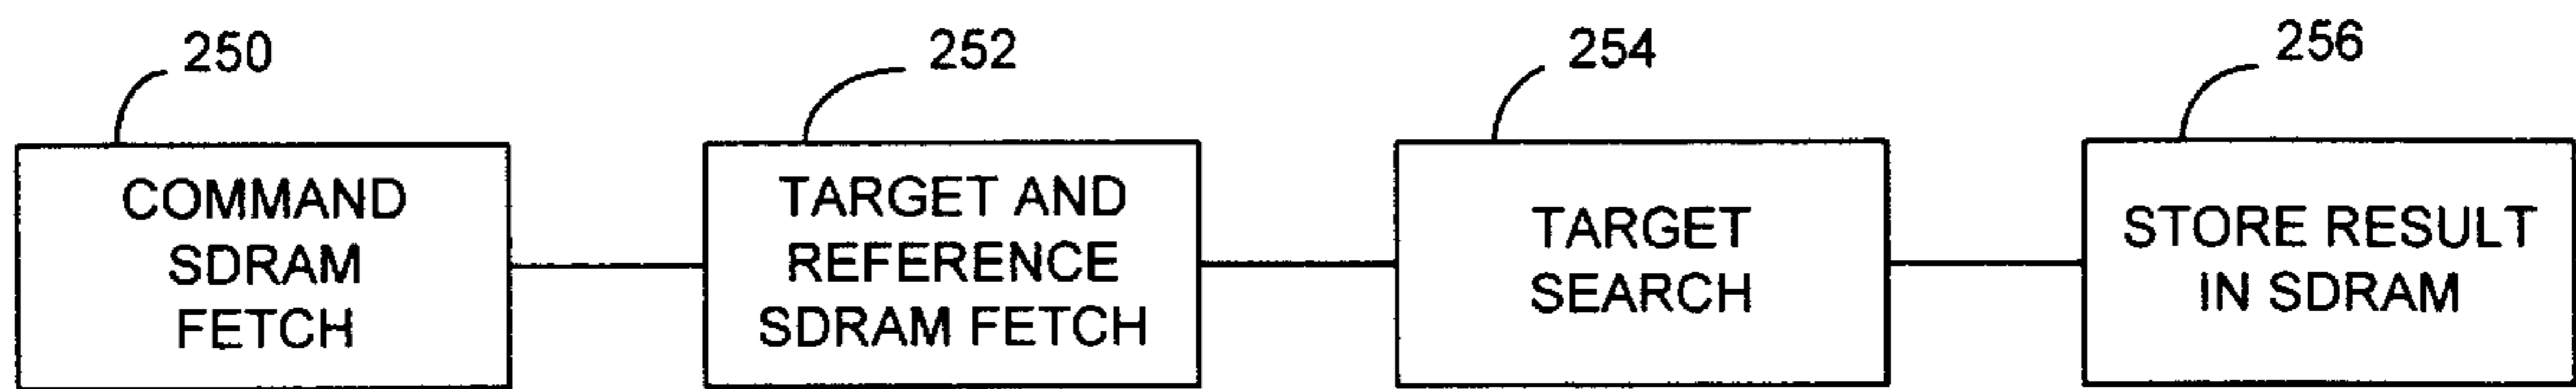 250
COMMAND
SDRAM
FETCH
252
TARGET AND
REFERENCE
SDRAM FETCH
254
TARGET
SEARCH
256
STORE RESULT
IN SDRAM